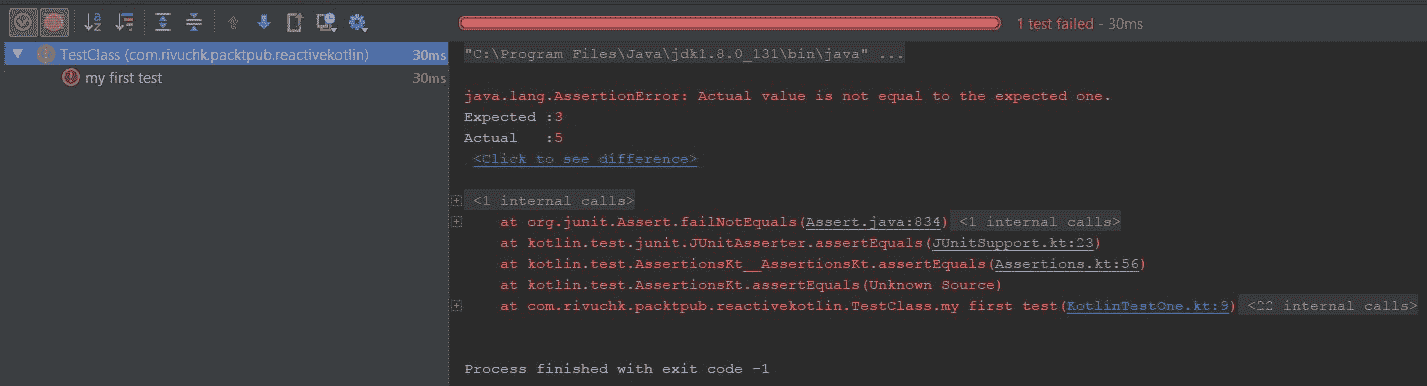 1 test failed - 30ms
TestClass (com.rivuchk.packtpub.reactivekotlin) 30ms
my first test 30ms
"C:\Program Files\Java\jdk1.8.0_131\bin\java" ...
java.lang.AssertionError: Actual value is not equal to the expected one.
Expected :3
Actual   :5
<Click to see difference>
<1 internal calls>
at org.junit.Assert.failNotEquals(Assert.java:834) <1 internal calls>
at kotlin.test.junit.JUnitAsserter.assertEquals(JUnitSupport.kt:23)
at kotlin.test.AssertionsKt__AssertionsKt.assertEquals(Assertions.kt:56)
at kotlin.test.AssertionsKt.assertEquals(Unknown Source)
at com.rivuchk.packtpub.reactivekotlin.TestClass.my first test(KotlinTestOne.kt:9) <22 internal calls>
Process finished with exit code -1